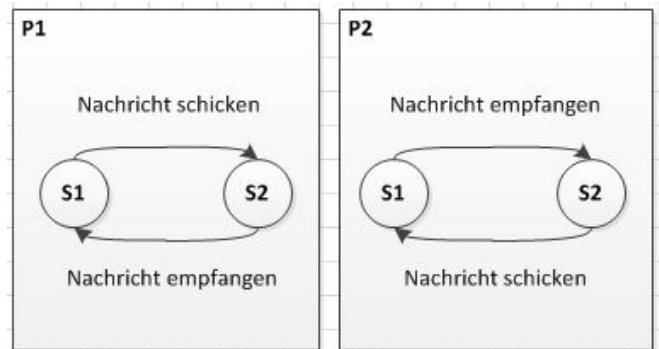 P1
Nachricht schicken
S1
S2
Nachricht empfangen
P2
Nachricht empfangen
S1
S2
Nachricht schicken